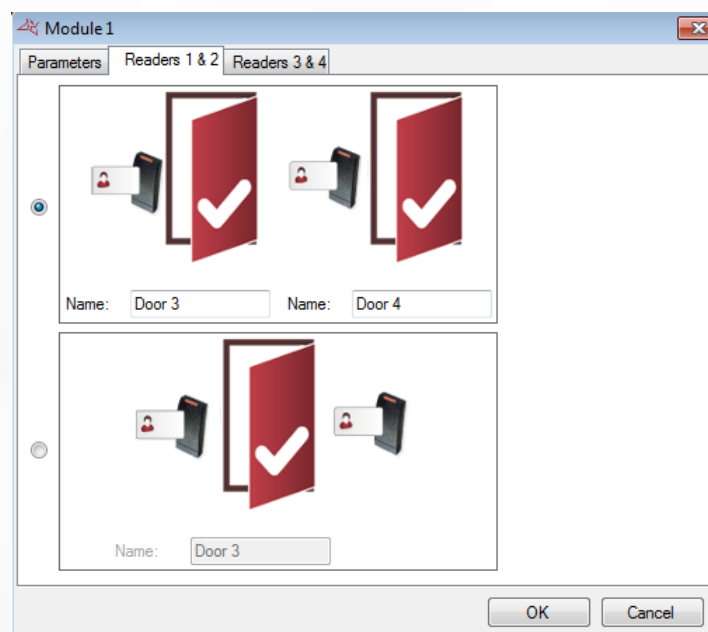 Module 1
Parameters Readers 1 & 2 Readers 3 & 4
Name: Door 3 Name: Door 4
Name: Door 3
OK Cancel